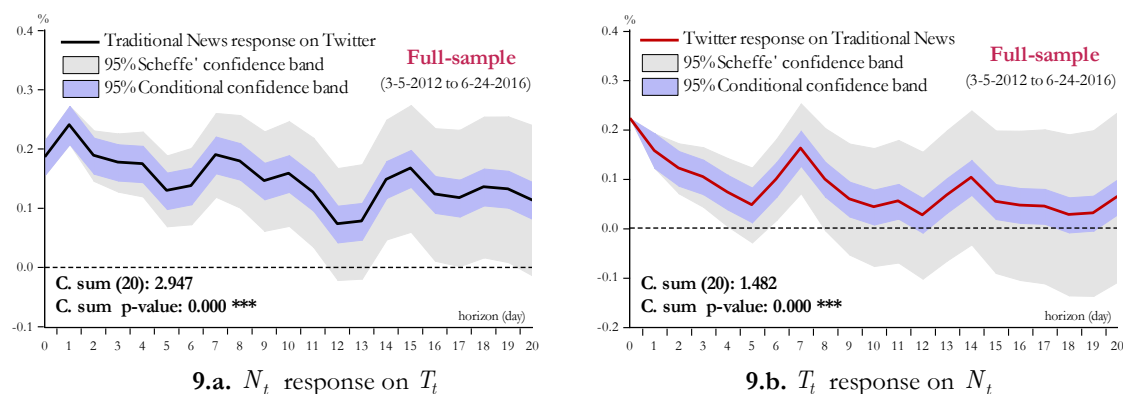 %
Traditional News response on Twitter
95% Scheffe' confidence band
95% Conditional confidence band
Full-sample
(3-5-2012 to 6-24-2016)
0.4
0.3
0.2
0.1
0.0
-0.1
C. sum (20): 2.947
C. sum p-value: 0.000 ***
horizon (day)
0 1 2 3 4 5 6 7 8 9 10 11 12 13 14 15 16 17 18 19 20
9.a. N_t response on T_t
%
Twitter response on Traditional News
95% Scheffe' confidence band
95% Conditional confidence band
Full-sample
(3-5-2012 to 6-24-2016)
0.4
0.3
0.2
0.1
0.0
-0.1
-0.2
C. sum (20): 1.482
C. sum p-value: 0.000 ***
horizon (day)
0 1 2 3 4 5 6 7 8 9 10 11 12 13 14 15 16 17 18 19 20
9.b. T_t response on N_t